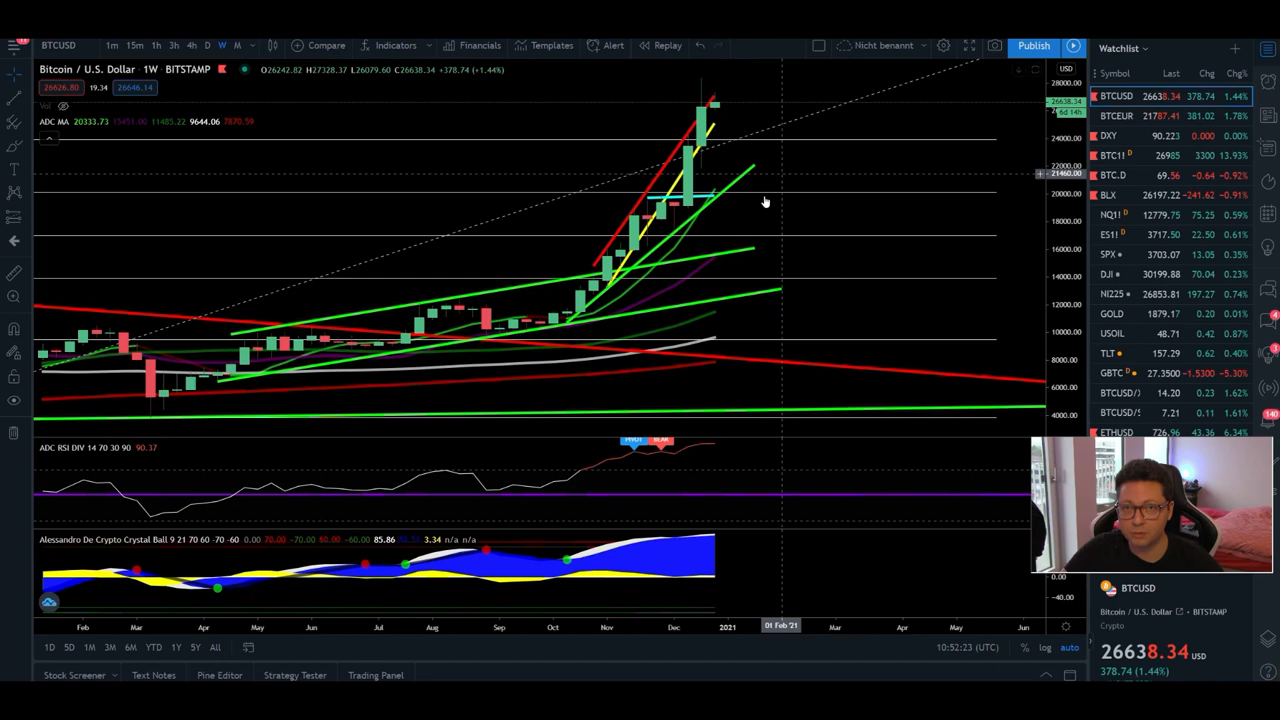 11
BTCUSD 1m 15m 1h 3h 4h D W M Compare Indicators Financials Templates Alert Replay Nicht benannt Publish Watchlist
Bitcoin / U.S. Dollar · 1W · BITSTAMP O26242.82 H27328.37 L26079.60 C26638.34 +378.74 (+1.44%)
26626.80 19.34 26646.14
Vol
ADC MA 20333.73 15451.00 11485.22 9644.06 7870.59
USD
28000.00
26638.34
6d 14h
24000.00
22000.00
21460.00
20000.00
18000.00
16000.00
14000.00
12000.00
10000.00
8000.00
6000.00
4000.00
Symbol Last Chg Chg%
BTCUSD 26638.34 378.74 1.44%
BTCEUR 21787.41 381.02 1.78%
DXY 90.223 0.000 0.00%
BTC11 D 26985 3300 13.93%
BTC.D 69.56 -0.64 -0.92%
BLX 26197.22 -241.62 -0.91%
NQ1! D 12779.75 75.25 0.59%
ES1! D 3717.50 22.50 0.61%
SPX 3703.07 13.05 0.35%
DJI 30199.88 70.04 0.23%
NI225 26853.81 197.27 0.74%
GOLD 1879.17 0.20 0.01%
USOIL 48.71 0.42 0.87%
TLT 157.29 0.62 0.40%
GBTC D 27.3500 -1.5300 -5.30%
BTCUSD/ 14.20 0.23 1.62%
BTCUSD/ 7.21 0.11 1.61%
ETHUSD 726.96 43.36 6.34%
3
140
ADC RSI DIV 14 70 30 90 90.37
PIVOT BEAR
Alessandro De Crypto Crystal Ball 9 21 70 60 -70 -60 0.00 70.00 -70.00 60.00 -60.00 85.86 3.34 n/a n/a
0.00
-40.00
Feb Mar Apr May Jun Jul Aug Sep Oct Nov Dec 2021 01 Feb '21 Mar Apr May Jun
1D 5D 1M 3M 6M YTD 1Y 5Y All 10:52:23 (UTC) % log auto
Stock Screener Text Notes Pine Editor Strategy Tester Trading Panel
BTCUSD
Bitcoin / U.S. Dollar BITSTAMP
Crypto
26638.34 USD
378.74 (1.44%)